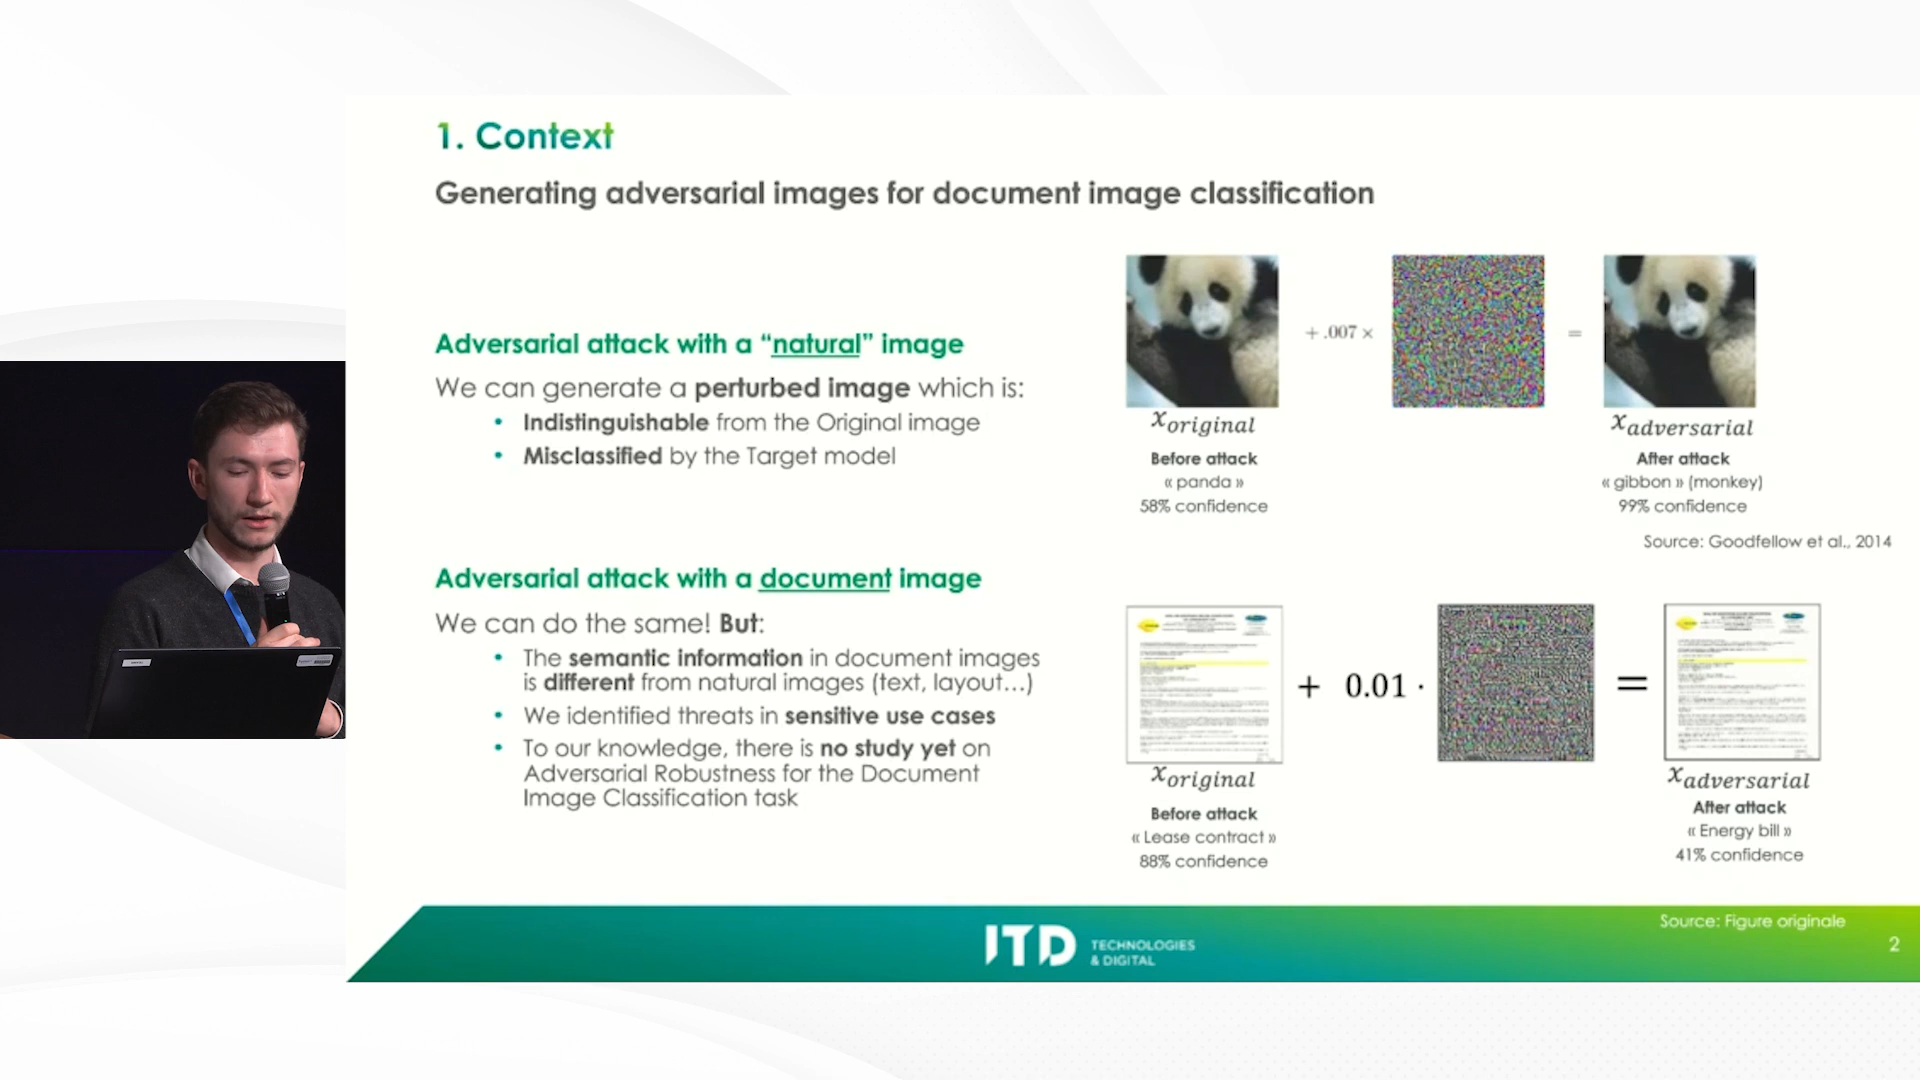 1. Context
Generating adversarial images for document image classification
Adversarial attack with a “natural” image
We can generate a perturbed image which is:
• Indistinguishable from the Original image
• Misclassified by the Target model
+ .007 ×
=
x original
Before attack
« panda »
58% confidence
x adversarial
After attack
« gibbon » (monkey)
99% confidence
Source: Goodfellow et al., 2014
Adversarial attack with a document image
We can do the same! But:
• The semantic information in document images
is different from natural images (text, layout...)
• We identified threats in sensitive use cases
• To our knowledge, there is no study yet on
Adversarial Robustness for the Document
Image Classification task
+ 0.01 ·
=
x original
Before attack
« Lease contract »
88% confidence
x adversarial
After attack
« Energy bill »
41% confidence
ITD TECHNOLOGIES
& DIGITAL
Source: Figure originale
2